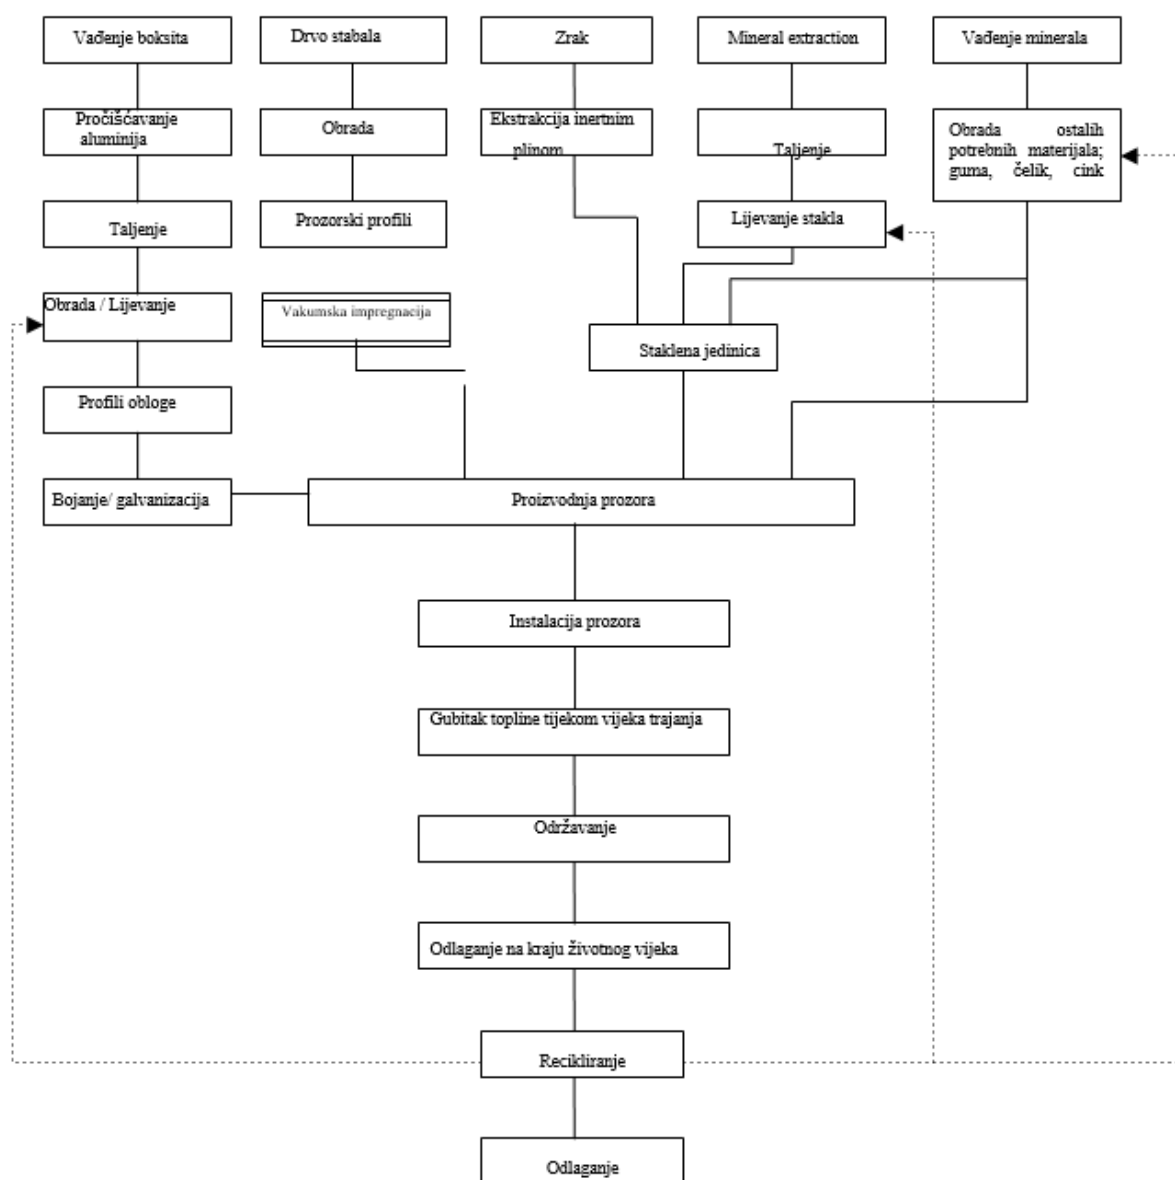 Vađenje boksita
Drvo stabala
Zrak
Mineral extraction
Vađenje minerala
Pročišćavanje
aluminija
Obrada
Ekstrakcija inertnim
plinom
Taljenje
Obrada ostalih
potrebnih materijala;
guma, čelik, cink
Taljenje
Prozorski profili
Lijevanje stakla
Obrada / Lijevanje
Vakumska impregnacija
Staklena jedinica
Profili obloge
Bojanje/ galvanizacija
Proizvodnja prozora
Instalacija prozora
Gubitak topline tijekom vijeka trajanja
Održavanje
Odlaganje na kraju životnog vijeka
Recikliranje
Odlaganje